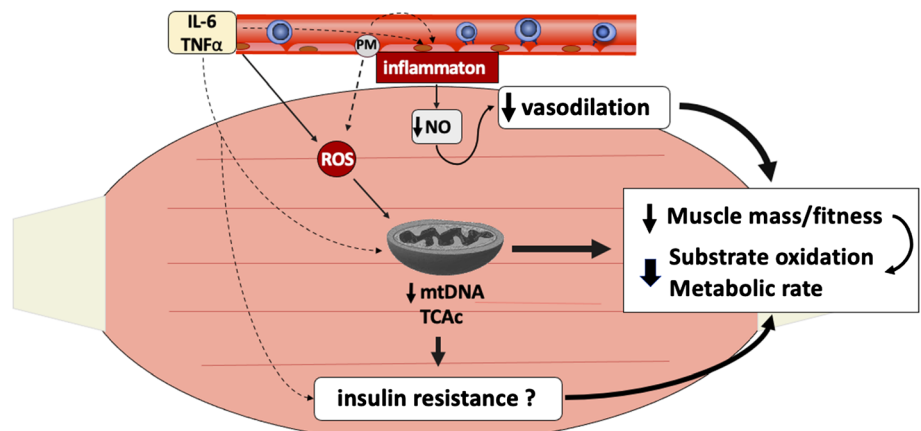 IL-6
TNFα
PM
inflammaton
NO
vasodilation
ROS
Muscle mass/fitness
Substrate oxidation
Metabolic rate
mtDNA
TCAc
insulin resistance ?